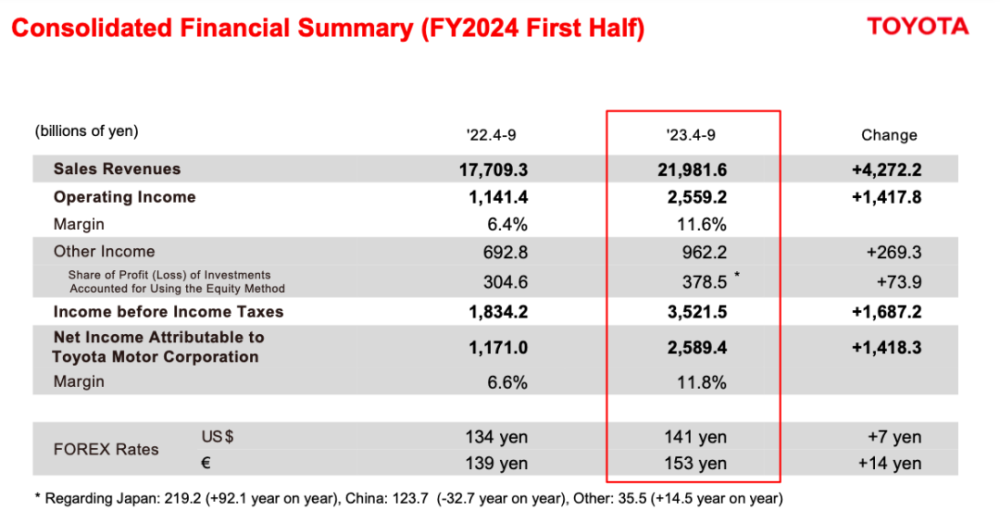 Consolidated Financial Summary (FY2024 First Half) TOYOTA
(billions of yen) '22.4-9 '23.4-9 Change
Sales Revenues 17,709.3 21,981.6 +4,272.2
Operating Income 1,141.4 2,559.2 +1,417.8
Margin 6.4% 11.6%
Other Income 692.8 962.2 +269.3
Share of Profit (Loss) of Investments
Accounted for Using the Equity Method 304.6 378.5 * +73.9
Income before Income Taxes 1,834.2 3,521.5 +1,687.2
Net Income Attributable to
Toyota Motor Corporation 1,171.0 2,589.4 +1,418.3
Margin 6.6% 11.8%
FOREX Rates US$ 134 yen 141 yen +7 yen
€ 139 yen 153 yen +14 yen
* Regarding Japan: 219.2 (+92.1 year on year), China: 123.7 (-32.7 year on year), Other: 35.5 (+14.5 year on year)